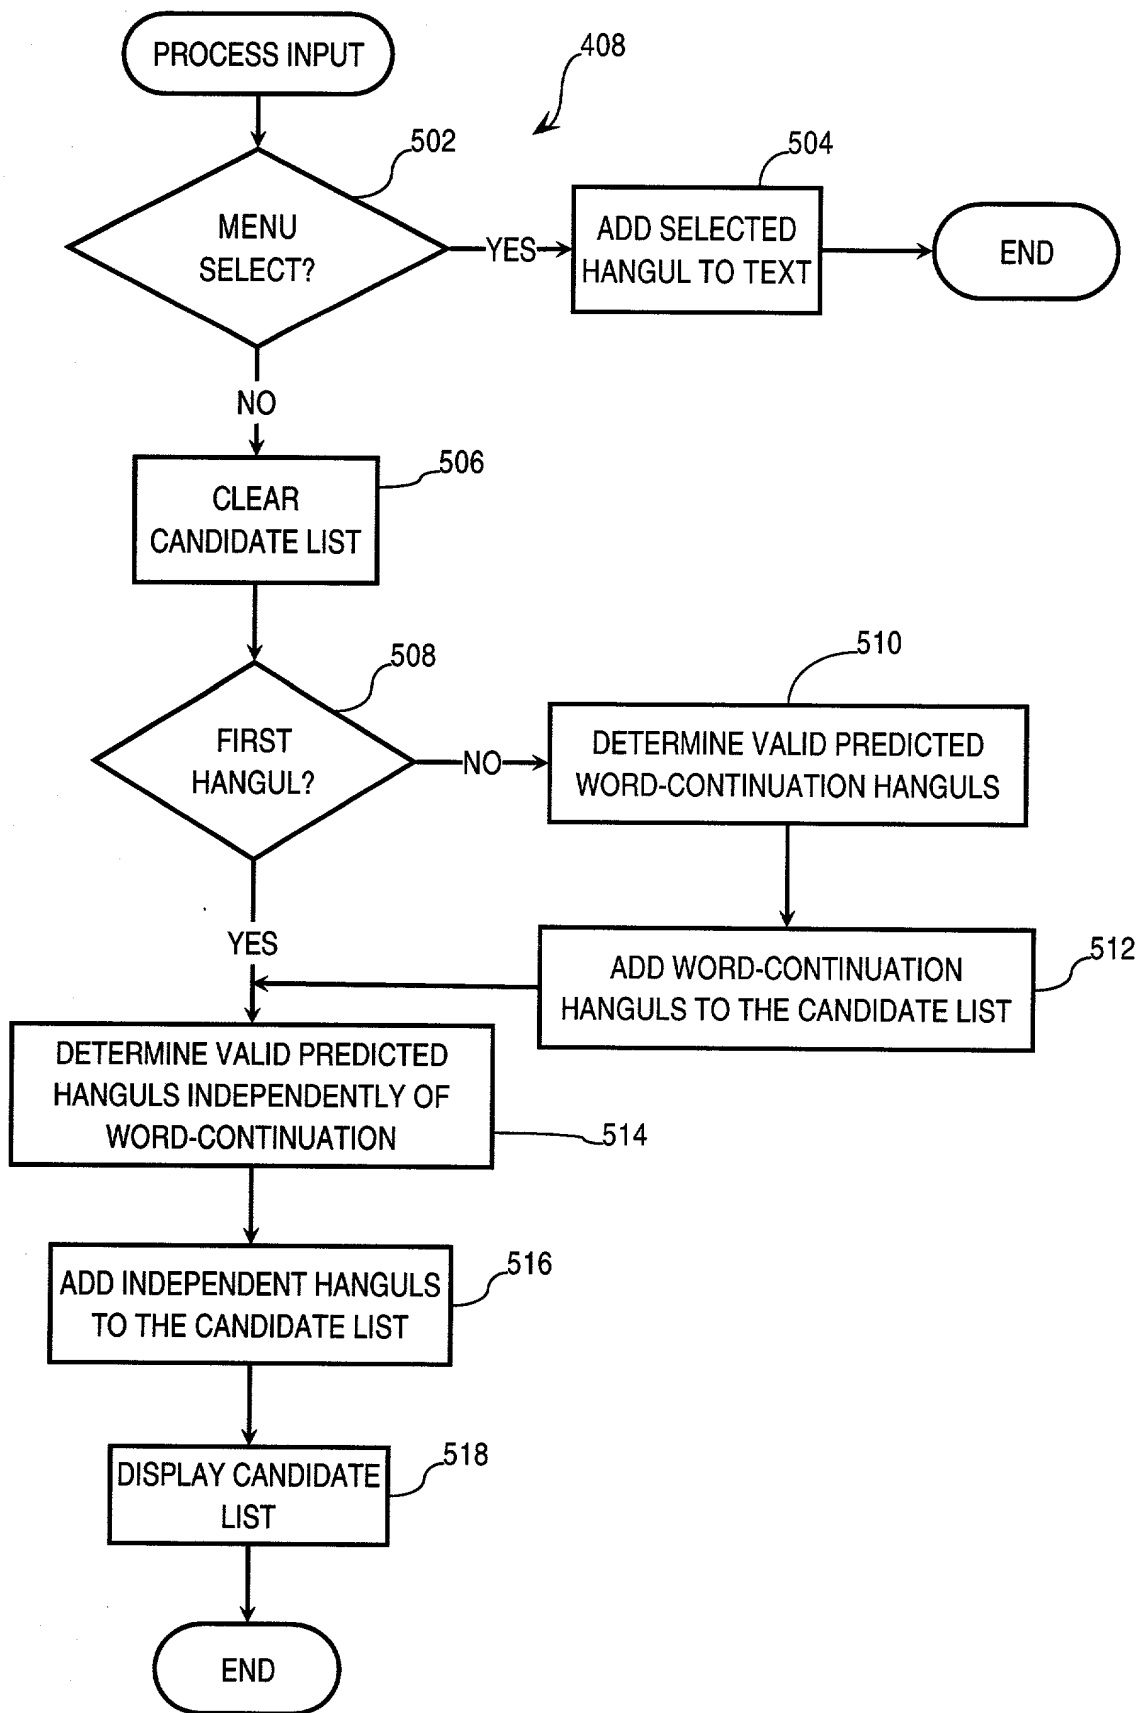 PROCESS INPUT
408
502
MENU
SELECT?
YES
504
ADD SELECTED
HANGUL TO TEXT
END
NO
506
CLEAR
CANDIDATE LIST
508
FIRST
HANGUL?
NO
510
DETERMINE VALID PREDICTED
WORD-CONTINUATION HANGULS
YES
512
ADD WORD-CONTINUATION
HANGULS TO THE CANDIDATE LIST
DETERMINE VALID PREDICTED
HANGULS INDEPENDENTLY OF
WORD-CONTINUATION
514
ADD INDEPENDENT HANGULS
TO THE CANDIDATE LIST
516
DISPLAY CANDIDATE
LIST
518
END